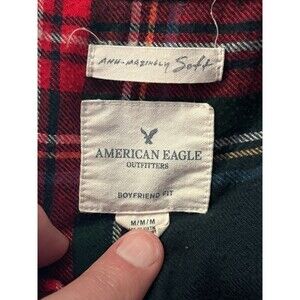 AHH-MAZINGLY Soft
AMERICAN EAGLE
OUTFITTERS
BOYFRIEND FIT
M/M/M